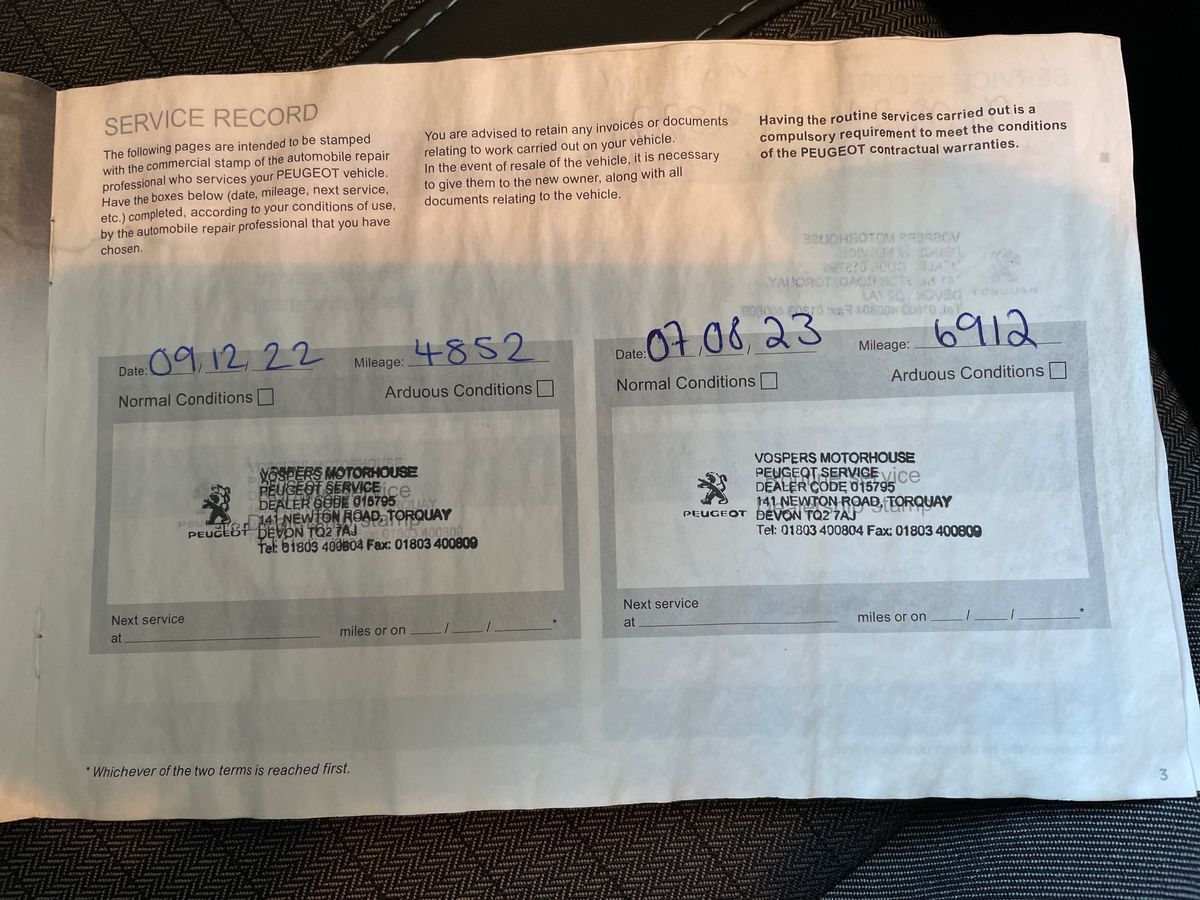 SERVICE RECORD
The following pages are intended to be stamped
with the commercial stamp of the automobile repair
professional who services your PEUGEOT vehicle.
Have the boxes below (date, mileage, next service,
etc.) completed, according to your conditions of use,
by the automobile repair professional that you have
chosen.
You are advised to retain any invoices or documents
relating to work carried out on your vehicle.
In the event of resale of the vehicle, it is necessary
to give them to the new owner, along with all
documents relating to the vehicle.
Having the routine services carried out is a
compulsory requirement to meet the conditions
of the PEUGEOT contractual warranties.
Date: 09/12/22 Mileage: 4852
Normal Conditions Arduous Conditions
VOSPERS MOTORHOUSE
PEUGEOT SERVICE
DEALER CODE 015795
141 NEWTON ROAD, TORQUAY
DEVON TQ2 7AJ
Tel: 01803 400804 Fax: 01803 400809
PEUGEOT
Next service
at miles or on / / *
Date: 07/08/23 Mileage: 6912
Normal Conditions Arduous Conditions
VOSPERS MOTORHOUSE
PEUGEOT SERVICE
DEALER CODE 015795
141 NEWTON ROAD, TORQUAY
DEVON TQ2 7AJ
Tel: 01803 400804 Fax: 01803 400809
PEUGEOT
Next service
at miles or on / / *
* Whichever of the two terms is reached first.
3